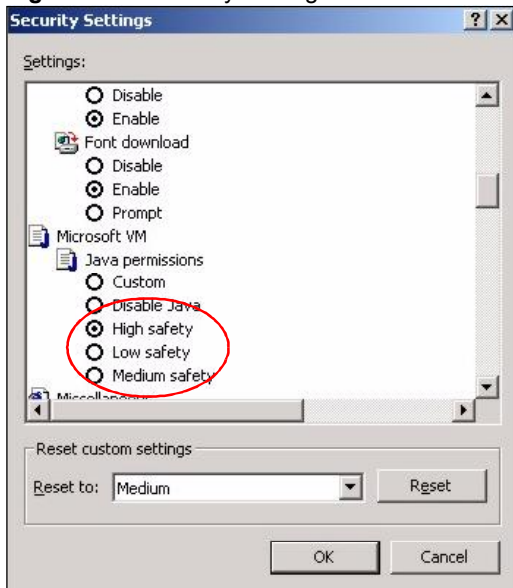 Security Settings
Settings:
Disable
Enable
Font download
Disable
Enable
Prompt
Microsoft VM
Java permissions
Custom
Disable Java
High safety
Low safety
Medium safety
Miscellaneous
Reset custom settings
Reset to: Medium Reset
OK Cancel